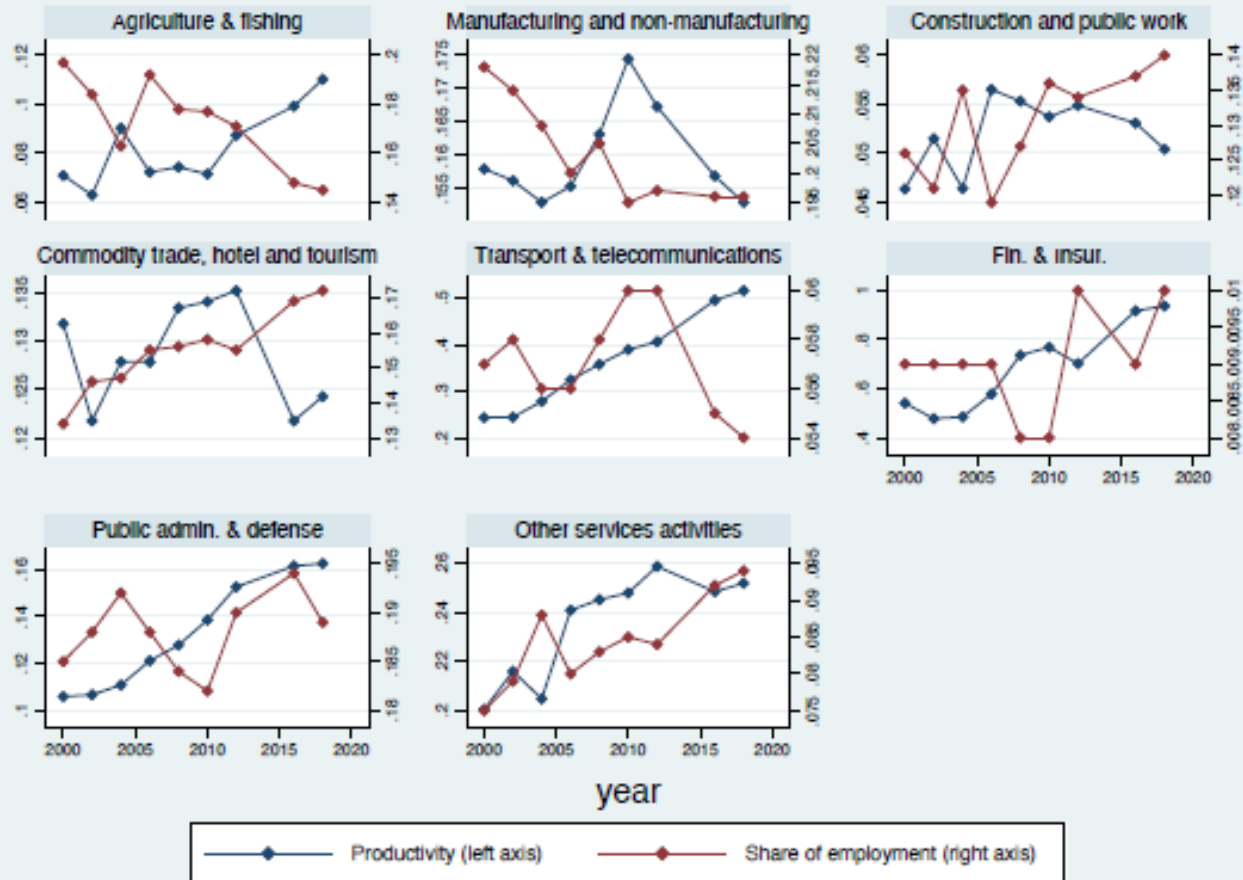 Agriculture & fishing
.06 .08 .1 .12
.14 .16 .18 .2
Manufacturing and non-manufacturing
.155 .16 .165 .17 .175
.195 .2 .205 .21 .215 .22
Construction and public work
.045 .05 .055 .06
.12 .125 .13 .135 .14
Commodity trade, hotel and tourism
.12 .125 .13 .135
.13 .14 .15 .16 .17
Transport & telecommunications
.2 .3 .4 .5
.054 .056 .058 .06
Fin. & insur.
.4 .6 .8 1
.008 .0085 .009 .0095 .01
2000 2005 2010 2015 2020
Public admin. & defense
.1 .12 .14 .16
.18 .185 .19 .195
2000 2005 2010 2015 2020
Other services activities
.2 .22 .24 .26
.075 .08 .085 .09 .095
2000 2005 2010 2015 2020
year
Productivity (left axis)
Share of employment (right axis)